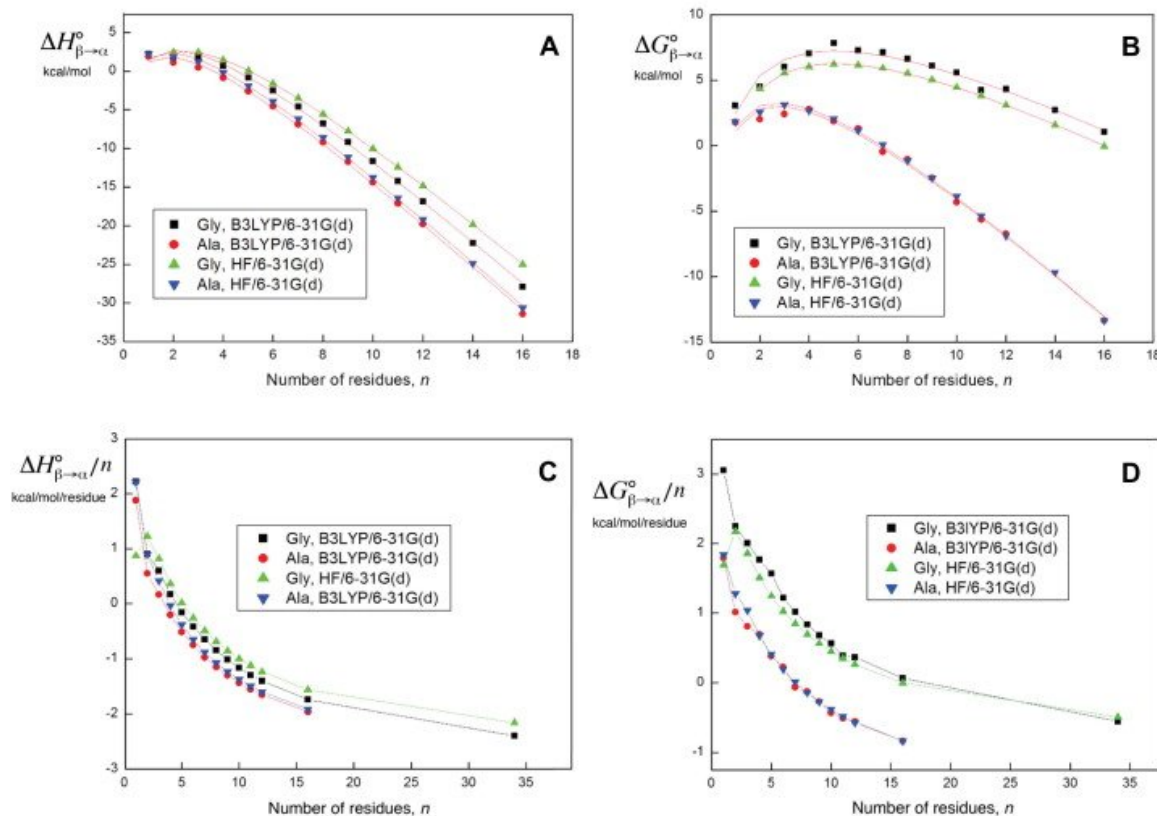 ΔH°β→α
kcal/mol
A
5
0
-5
-10
-15
-20
-25
-30
-35
Gly, B3LYP/6-31G(d)
Ala, B3LYP/6-31G(d)
Gly, HF/6-31G(d)
Ala, HF/6-31G(d)
0 2 4 6 8 10 12 14 16 18
Number of residues, n
ΔG°β→α
kcal/mol
B
10
5
0
-5
-10
-15
Gly, B3LYP/6-31G(d)
Ala, B3LYP/6-31G(d)
Gly, HF/6-31G(d)
Ala, HF/6-31G(d)
0 2 4 6 8 10 12 14 16 18
Number of residues, n
ΔH°β→α/n
kcal/mol/residue
C
3
2
1
0
-1
-2
-3
Gly, B3LYP/6-31G(d)
Ala, B3LYP/6-31G(d)
Gly, HF/6-31G(d)
Ala, B3LYP/6-31G(d)
0 5 10 15 20 25 30 35
Number of residues, n
ΔG°β→α/n
kcal/mol/residue
D
3
2
1
0
-1
Gly, B3lYP/6-31G(d)
Ala, B3lYP/6-31G(d)
Gly, HF/6-31G(d)
Ala, HF/6-31G(d)
0 5 10 15 20 25 30 35
Number of residues, n